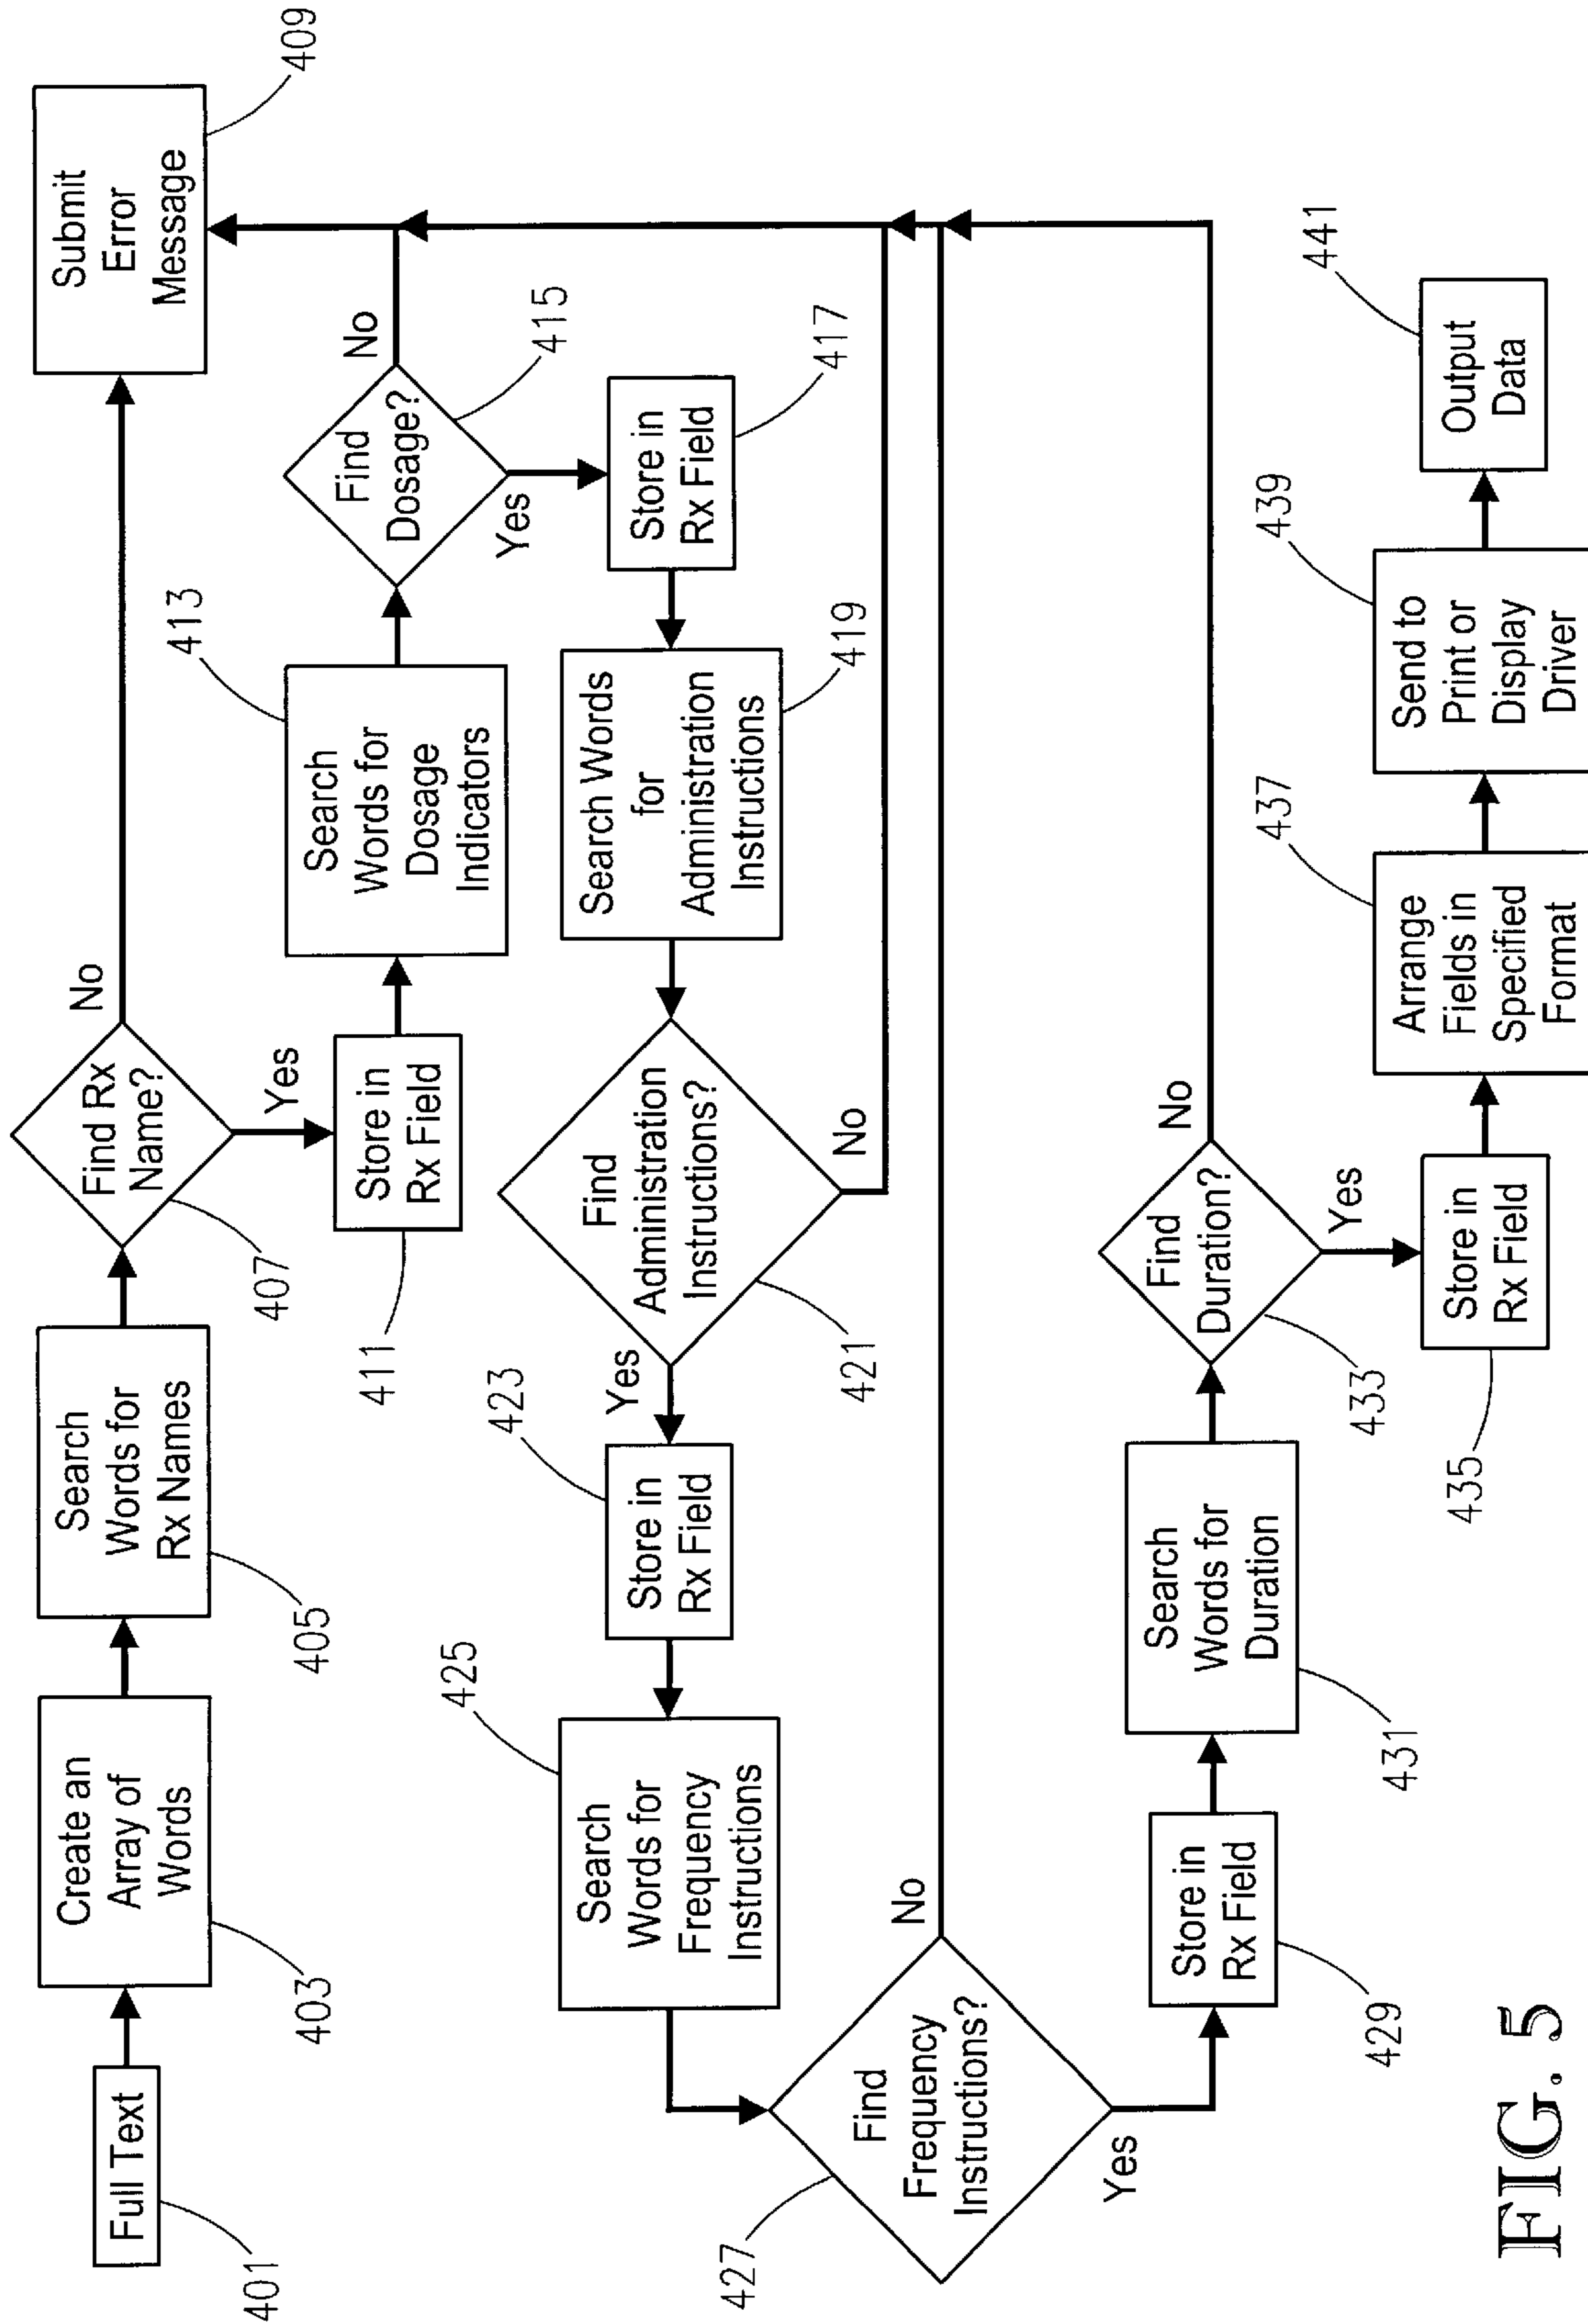 Full Text
401
Create an
Array of
Words
403
Search
Words for
Rx Names
405
Find Rx
Name?
407
No
Yes
Submit
Error
Message
409
Store in
Rx Field
411
Search
Words for
Dosage
Indicators
413
Find
Dosage?
415
No
Yes
Store in
Rx Field
417
Search Words
for
Administration
Instructions
419
Find
Administration
Instructions?
421
No
Yes
Store in
Rx Field
423
Search
Words for
Frequency
Instructions
425
Find
Frequency
Instructions?
427
No
Yes
Store in
Rx Field
429
Search
Words for
Duration
431
Find
Duration?
433
No
Yes
Store in
Rx Field
435
Arrange
Fields in
Specified
Format
437
Send to
Print or
Display
Driver
439
Output
Data
441
FIG. 5